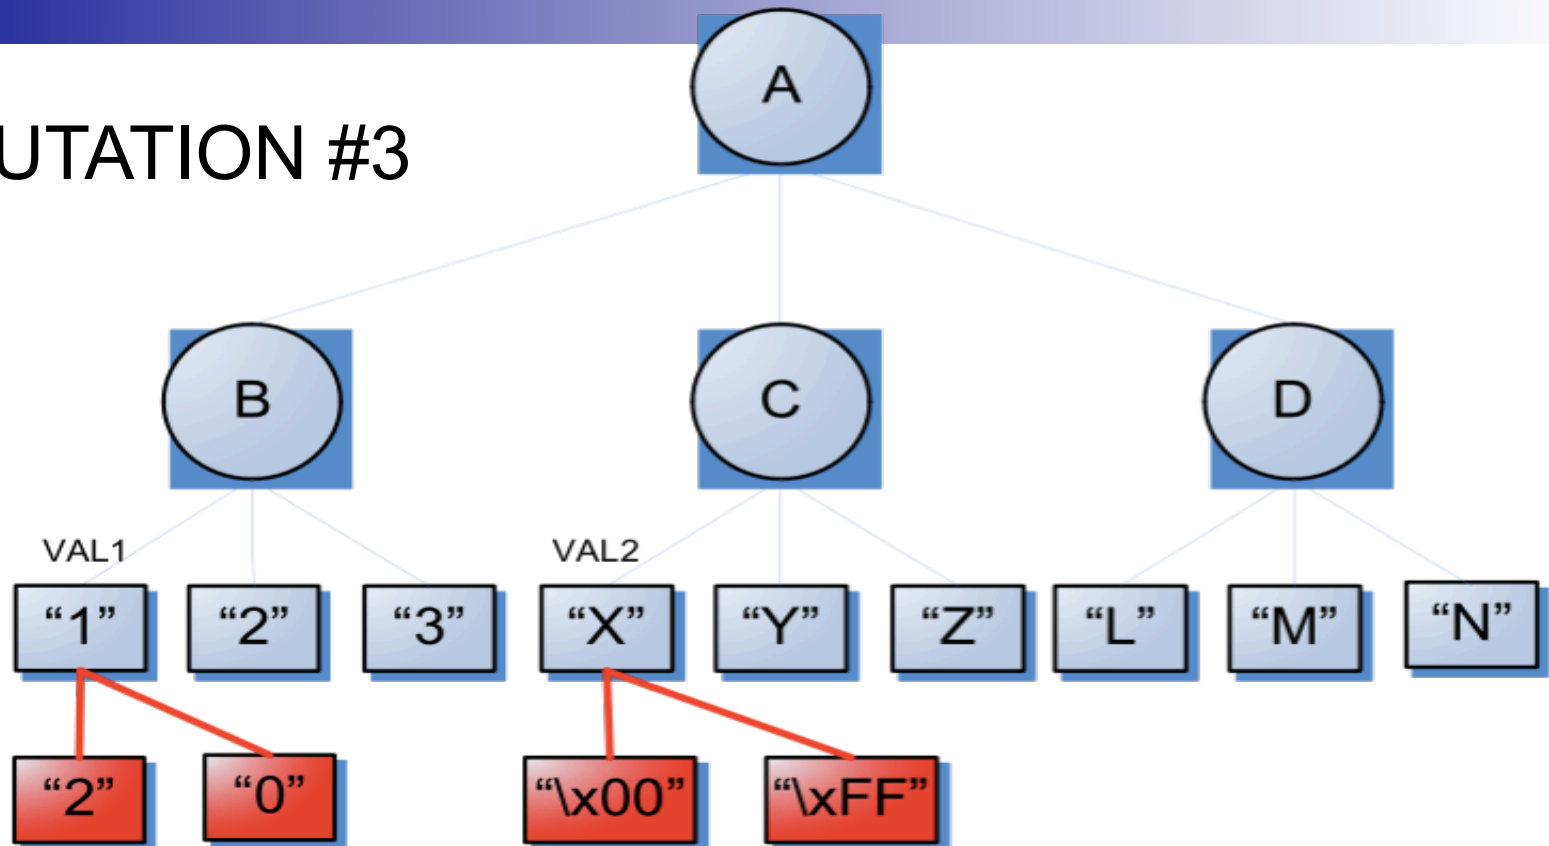 A
UTATION #3
B
C
D
VAL1
VAL2
“1”
“2”
“3”
“X”
“Y”
“Z”
“L”
“M”
“N”
“2”
“0”
“\x00”
“\xFF”